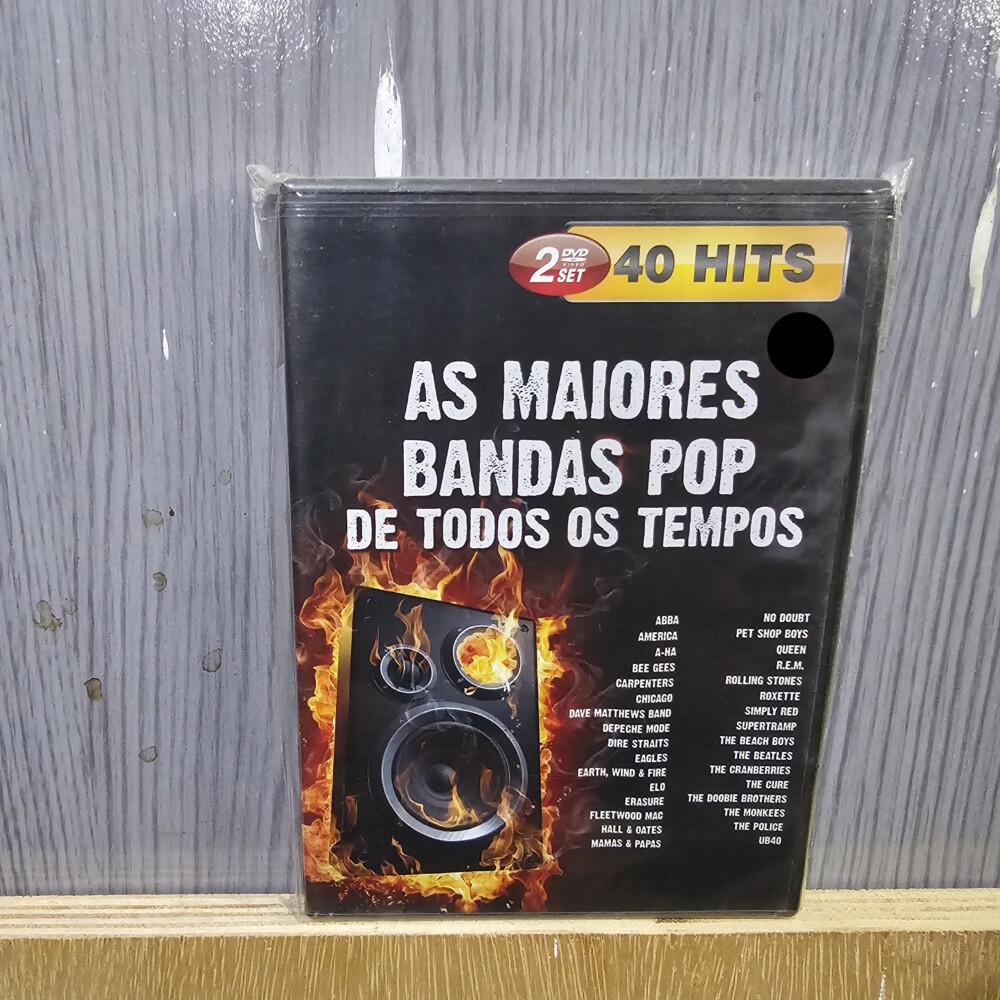 2 DVD
VIDEO
SET
40 HITS
AS MAIORES
BANDAS POP
DE TODOS OS TEMPOS
ABBA
AMERICA
A-HA
BEE GEES
CARPENTERS
CHICAGO
DAVE MATTHEWS BAND
DEPECHE MODE
DIRE STRAITS
EAGLES
EARTH, WIND & FIRE
ELO
ERASURE
FLEETWOOD MAC
HALL & OATES
MAMAS & PAPAS
NO DOUBT
PET SHOP BOYS
QUEEN
R.E.M.
ROLLING STONES
ROXETTE
SIMPLY RED
SUPERTRAMP
THE BEACH BOYS
THE BEATLES
THE CRANBERRIES
THE CURE
THE DOOBIE BROTHERS
THE MONKEES
THE POLICE
UB40